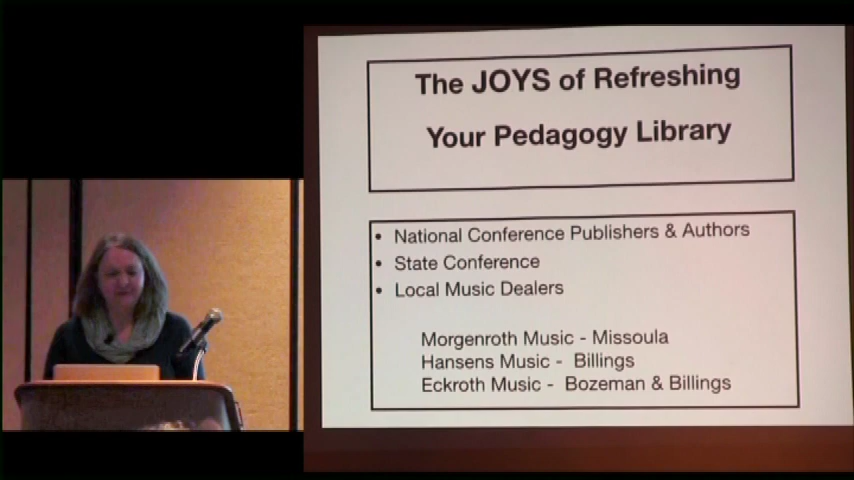 The JOYS of Refreshing
Your Pedagogy Library
• National Conference Publishers & Authors
• State Conference
• Local Music Dealers
Morgenroth Music - Missoula
Hansens Music - Billings
Eckroth Music - Bozeman & Billings